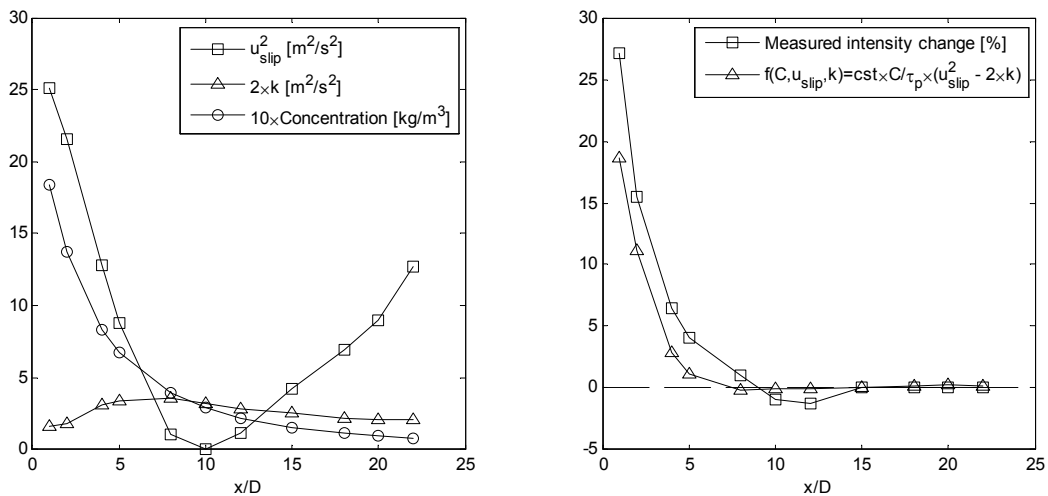 30
25
20
15
10
5
0
0 5 10 15 20 25
x/D
u²slip [m²/s²]
2×k [m²/s²]
10×Concentration [kg/m³]
30
25
20
15
10
5
0
-5
0 5 10 15 20 25
x/D
Measured intensity change [%]
f(C,uslip,k)=cst×C/τp×(u²slip - 2×k)